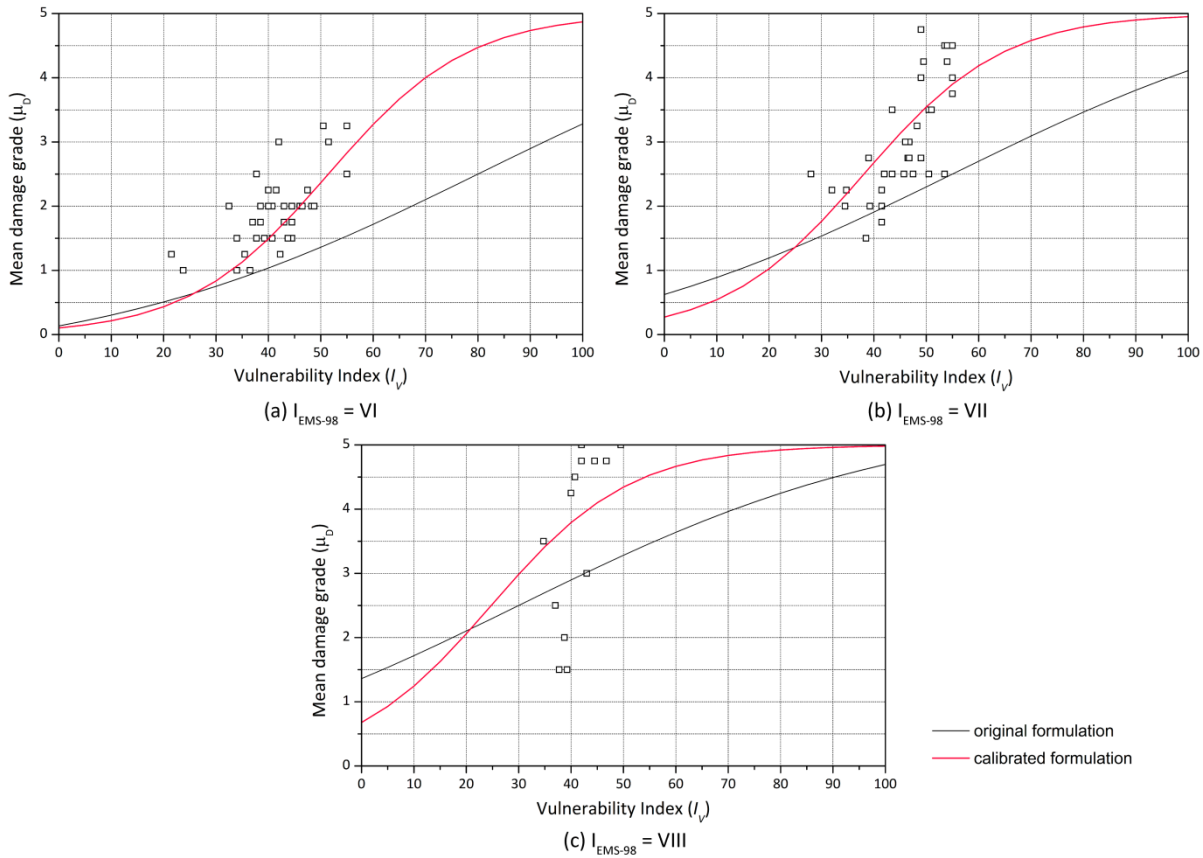 5
4
3
2
1
0
Mean damage grade (μD)
0 10 20 30 40 50 60 70 80 90 100
Vulnerability Index (IV)
(a) IEMS-98 = VI
5
4
3
2
1
0
Mean damage grade (μD)
0 10 20 30 40 50 60 70 80 90 100
Vulnerability Index (IV)
(b) IEMS-98 = VII
5
4
3
2
1
0
Mean damage grade (μD)
0 10 20 30 40 50 60 70 80 90 100
Vulnerability Index (IV)
(c) IEMS-98 = VIII
original formulation
calibrated formulation